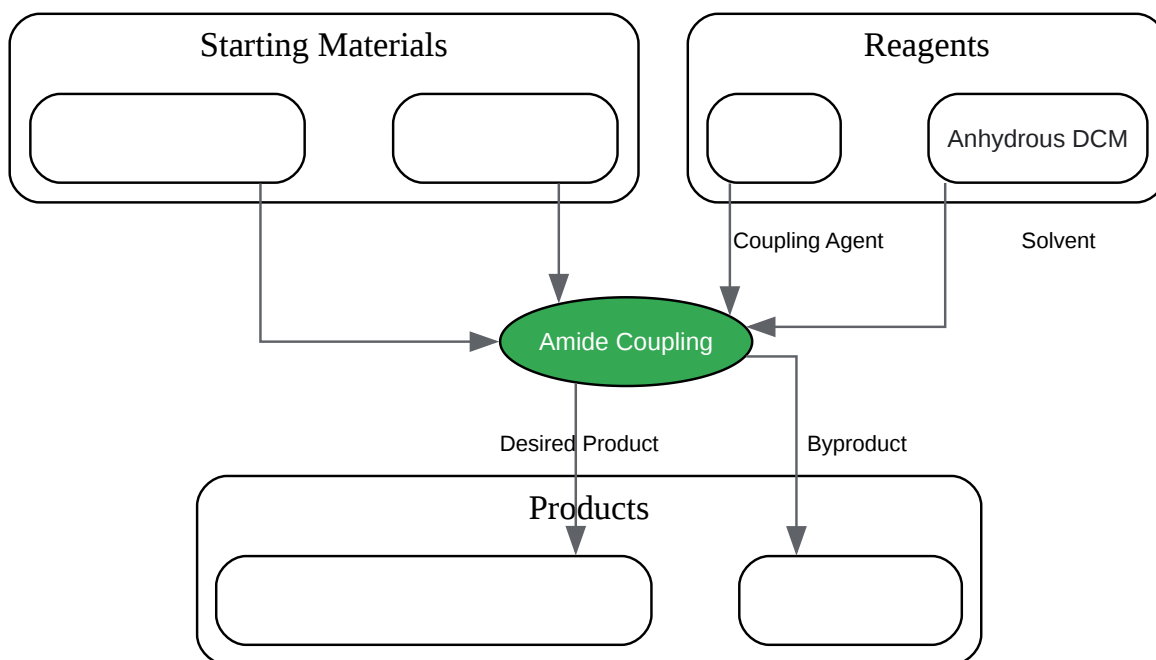 Starting Materials
Reagents
Anhydrous DCM
Coupling Agent
Solvent
Amide Coupling
Desired Product
Byproduct
Products